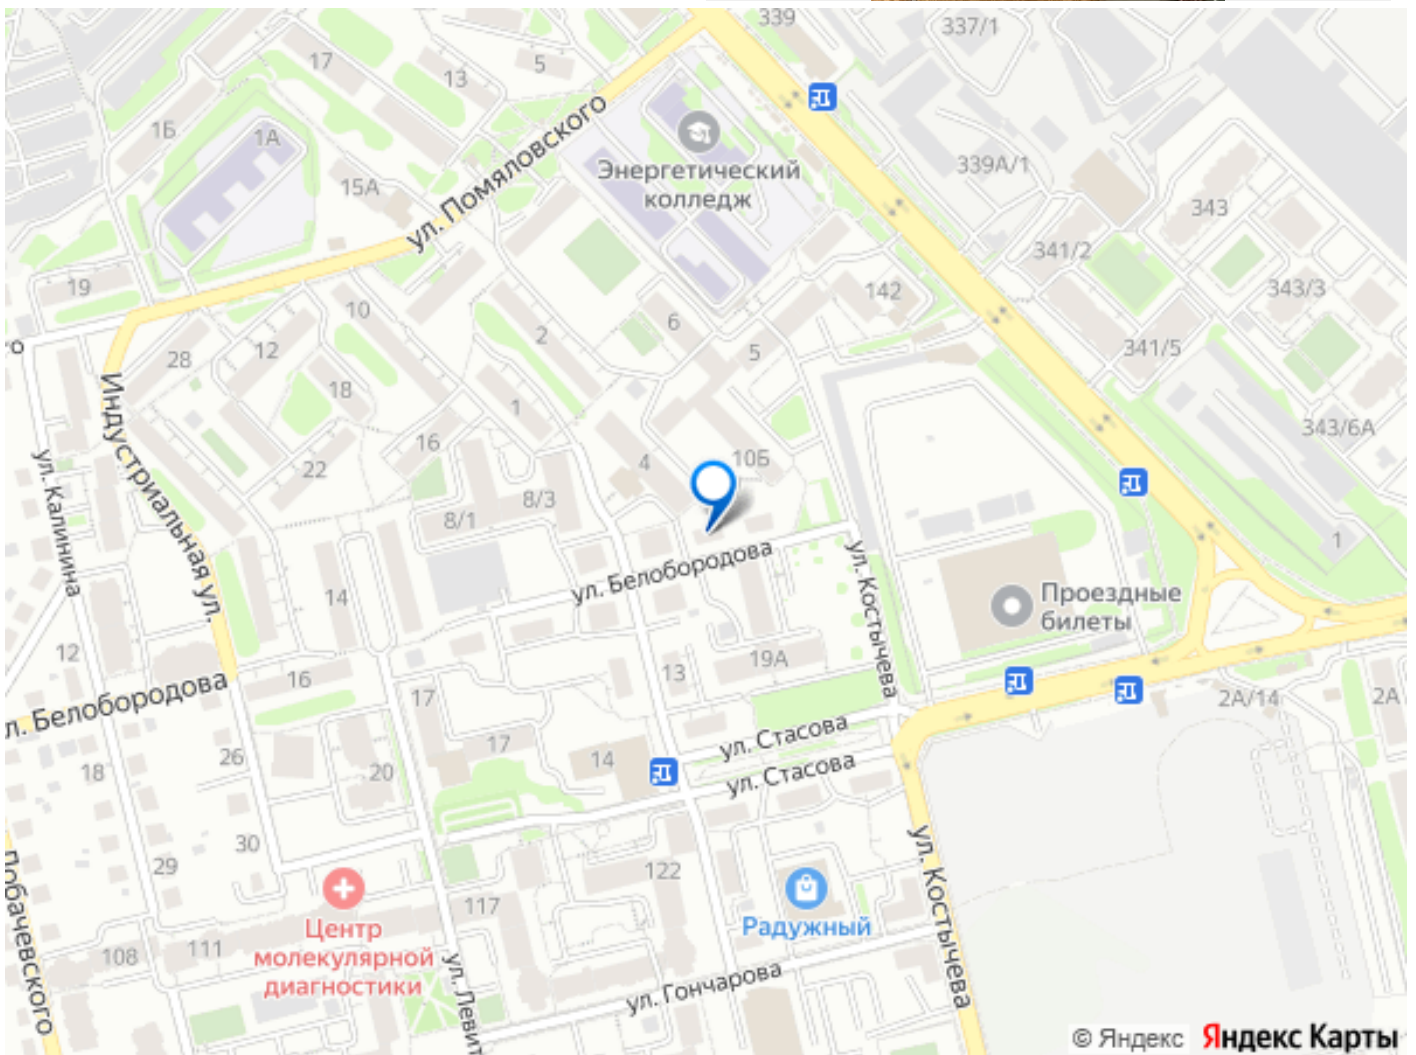 339
337/1
17
13
5
1Б
1А
ул. Помяловского
15А
Энергетический
колледж
339А/1
343
341/2
19
142
343/3
10
6
2
12
28
5
341/5
18
1
16
343/6А
Индустриальная ул.
22
ул. Калинина
4
10Б
8/3
8/1
1
ул. Белобородова
14
ул. Костычева
Проездные
билеты
12
13
19А
16
17
2А/14
2А
л. Белобородова
ул. Стасова
17
14
26
18
20
ул. Стасова
30
29
122
ул. Костычева
117
Радужный
Центр
молекулярной
диагностики
111
108
ул. Левит
ул. Гончарова
Лобачевского
© Яндекс Яндекс Карты